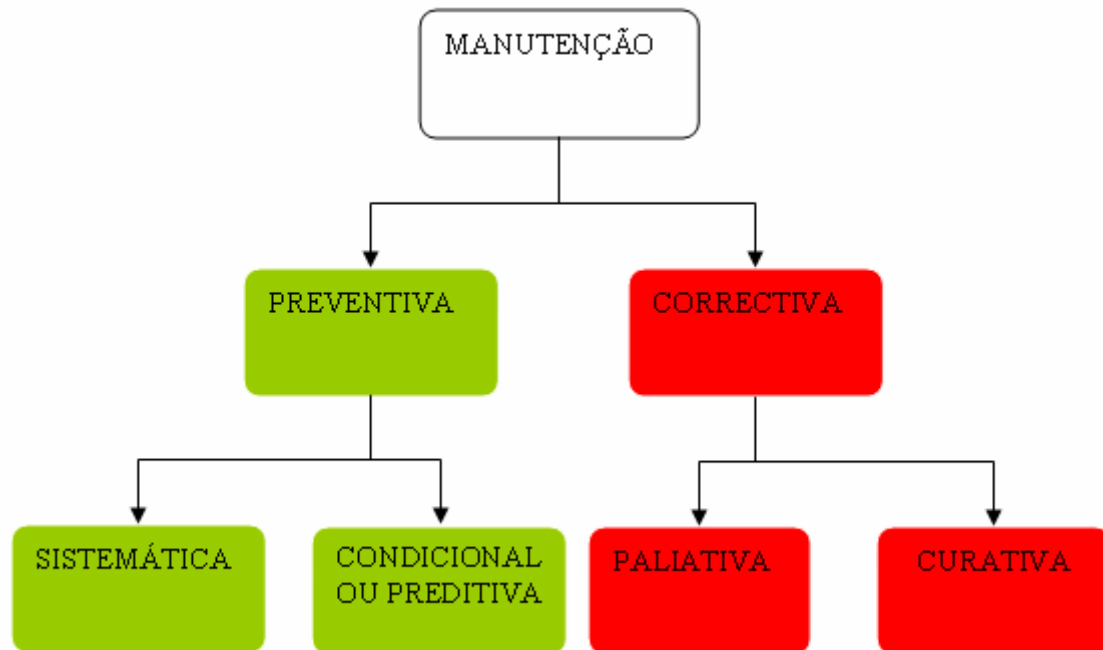 MANUTENÇÃO
PREVENTIVA
CORRECTIVA
SISTEMÁTICA
CONDICIONAL
OU PREDITIVA
PALIATIVA
CURATIVA